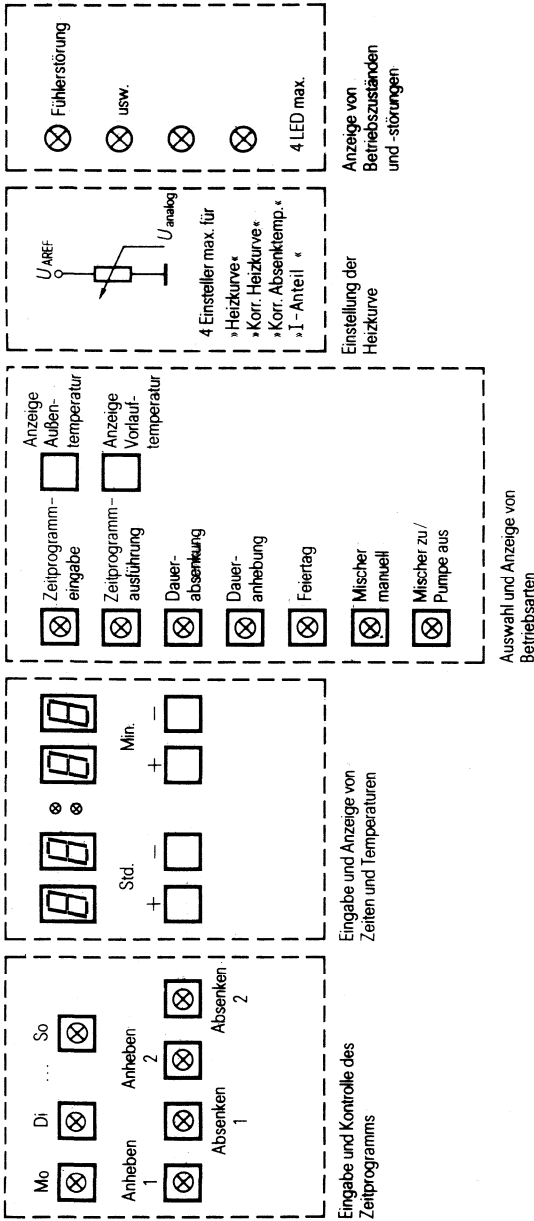 Mo Di ... So
Anheben Anheben
1 2
Absenken Absenken
1 2
Eingabe und Kontrolle des
Zeitprogramms
Std. Min.
+ − + −
Eingabe und Anzeige von
Zeiten und Temperaturen
Zeitprogramm-
eingabe
Anzeige
Außen-
temperatur
Zeitprogramm-
ausführung
Anzeige
Vorlauf-
temperatur
Dauer-
absenkung
Dauer-
anhebung
Feiertag
Mischer
manuell
Mischer zu/
Pumpe aus
Auswahl und Anzeige von
Betriebsarten
U AREF
U analog
4 Einsteller max. für
»Heizkurve«
»Korr. Heizkurve«
»Korr. Absenktemp.«
»I-Anteil «
Einstellung der
Heizkurve
Fühlerstörung
usw.
4 LED max.
Anzeige von
Betriebszuständen
und -störungen